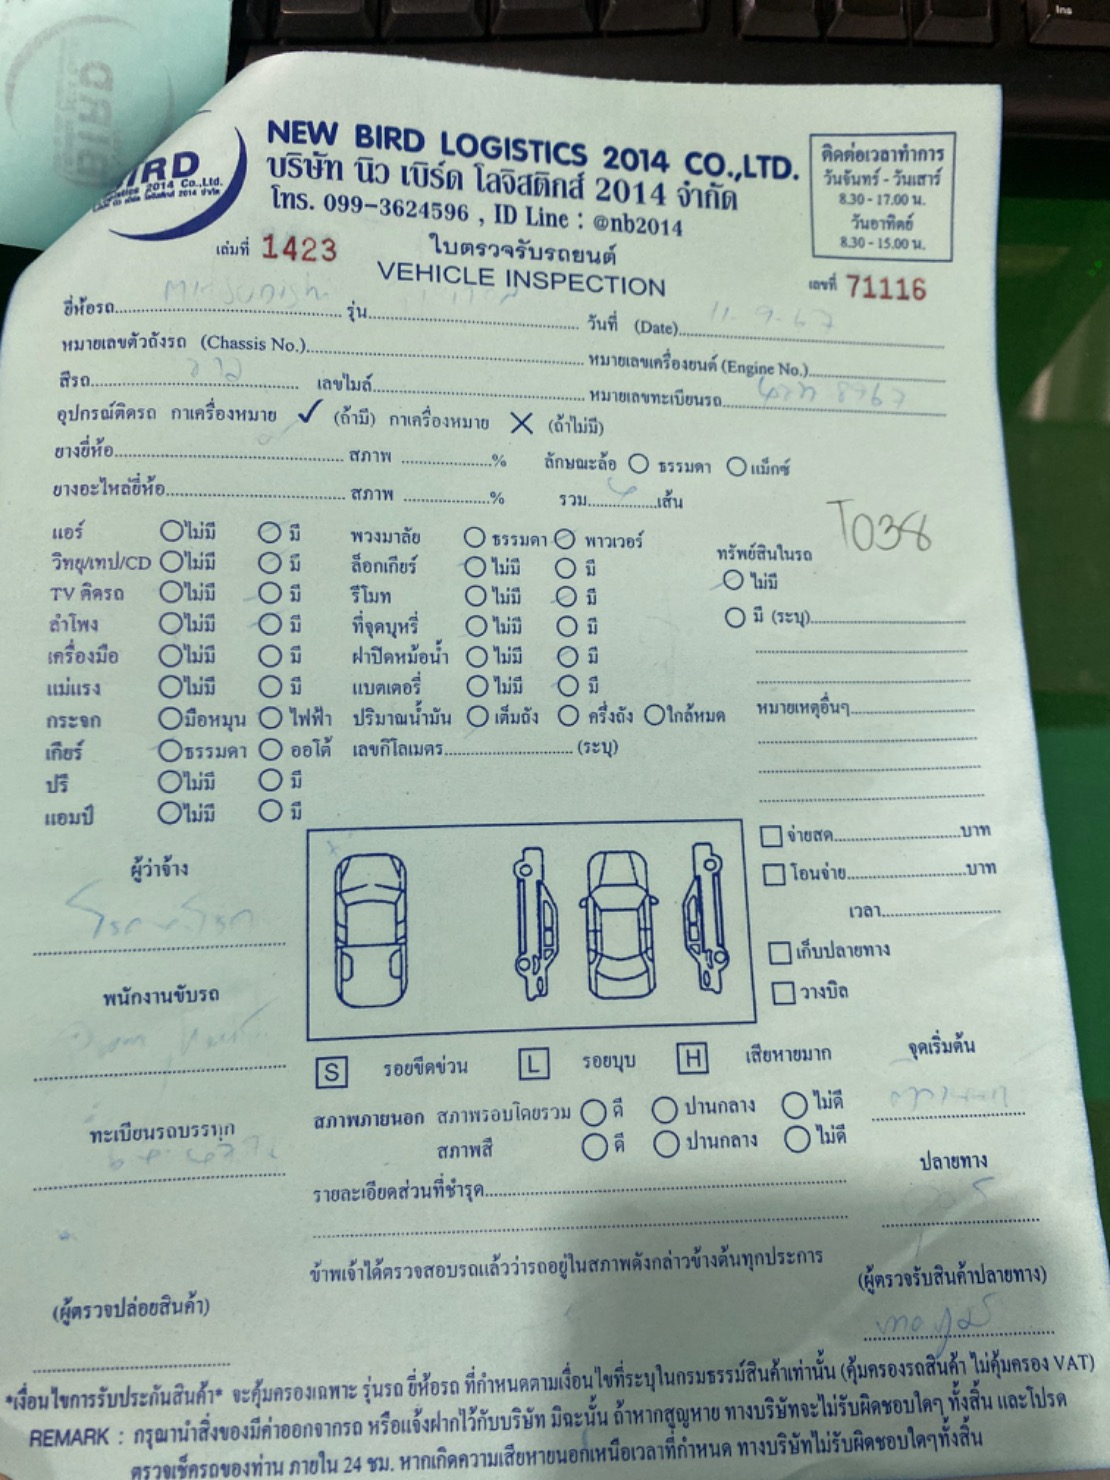 BIRD
Logistics 2014 Co.,Ltd.
โลจิสติกส์ 2014 จำกัด
NEW BIRD LOGISTICS 2014 CO.,LTD.
บริษัท นิว เบิร์ด โลจิสติกส์ 2014 จำกัด
โทร. 099-3624596 , ID Line : @nb2014
ติดต่อเวลาทำการ
วันจันทร์ - วันเสาร์
8.30 - 17.00 น.
วันอาทิตย์
8.30 - 15.00 น.
เล่มที่ 1423
ใบตรวจรับรถยนต์
VEHICLE INSPECTION
เลขที่ 71116
ยี่ห้อรถ Mitsubishi รุ่น วันที่ (Date) 11-9-67
หมายเลขตัวถังรถ (Chassis No.) หมายเลขเครื่องยนต์ (Engine No.)
สีรถ ขาว เลขไมล์ หมายเลขทะเบียนรถ 8967
อุปกรณ์ติดรถ กาเครื่องหมาย ✓ (ถ้ามี) กาเครื่องหมาย ✕ (ถ้าไม่มี)
ยางยี่ห้อ สภาพ % ลักษณะล้อ ธรรมดา แม็กซ์
ยางอะไหล่ยี่ห้อ สภาพ % รวม เส้น
T038
แอร์ ไม่มี มี พวงมาลัย ธรรมดา พาวเวอร์ ทรัพย์สินในรถ
วิทยุ/เทป/CD ไม่มี มี ล็อกเกียร์ ไม่มี มี ไม่มี
TV ติดรถ ไม่มี มี รีโมท ไม่มี มี มี (ระบุ)
ลำโพง ไม่มี มี ที่จุดบุหรี่ ไม่มี มี
เครื่องมือ ไม่มี มี ฝาปิดหม้อน้ำ ไม่มี มี
แม่แรง ไม่มี มี แบตเตอรี่ ไม่มี มี
กระจก มือหมุน ไฟฟ้า ปริมาณน้ำมัน เต็มถัง ครึ่งถัง ใกล้หมด หมายเหตุอื่นๆ
เกียร์ ธรรมดา ออโต้ เลขกิโลเมตร (ระบุ)
ปรี ไม่มี มี
แอมป์ ไม่มี มี
จ่ายสด บาท
โอนจ่าย บาท
เวลา
เก็บปลายทาง
วางบิล
ผู้ว่าจ้าง
พนักงานขับรถ
ทะเบียนรถบรรทุก
S รอยขีดข่วน L รอยบุบ H เสียหายมาก
จุดเริ่มต้น
สภาพภายนอก สภาพรอบโดยรวม ดี ปานกลาง ไม่ดี
สภาพสี ดี ปานกลาง ไม่ดี
ปลายทาง
รายละเอียดส่วนที่ชำรุด
ข้าพเจ้าได้ตรวจสอบรถแล้วว่ารถอยู่ในสภาพดังกล่าวข้างต้นทุกประการ
(ผู้ตรวจปล่อยสินค้า)
(ผู้ตรวจรับสินค้าปลายทาง)
*เงื่อนไขการรับประกันสินค้า* จะคุ้มครองเฉพาะ รุ่นรถ ยี่ห้อรถ ที่กำหนดตามเงื่อนไขที่ระบุในกรมธรรม์สินค้าเท่านั้น (คุ้มครองรถสินค้า ไม่คุ้มครอง VAT)
REMARK : กรุณานำสิ่งของมีค่าออกจากรถ หรือแจ้งฝากไว้กับบริษัท มิฉะนั้น ถ้าหากสูญหาย ทางบริษัทจะไม่รับผิดชอบใดๆ ทั้งสิ้น และโปรด
ตรวจเช็ครถของท่าน ภายใน 24 ชม. หากเกิดความเสียหายนอกเหนือเวลาที่กำหนด ทางบริษัทไม่รับผิดชอบใดๆทั้งสิ้น
Ins